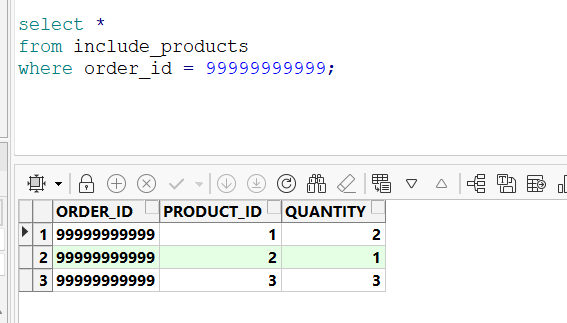 select *
from include_products
where order_id = 99999999999;
ORDER_ID PRODUCT_ID QUANTITY
1 99999999999 1 2
2 99999999999 2 1
3 99999999999 3 3